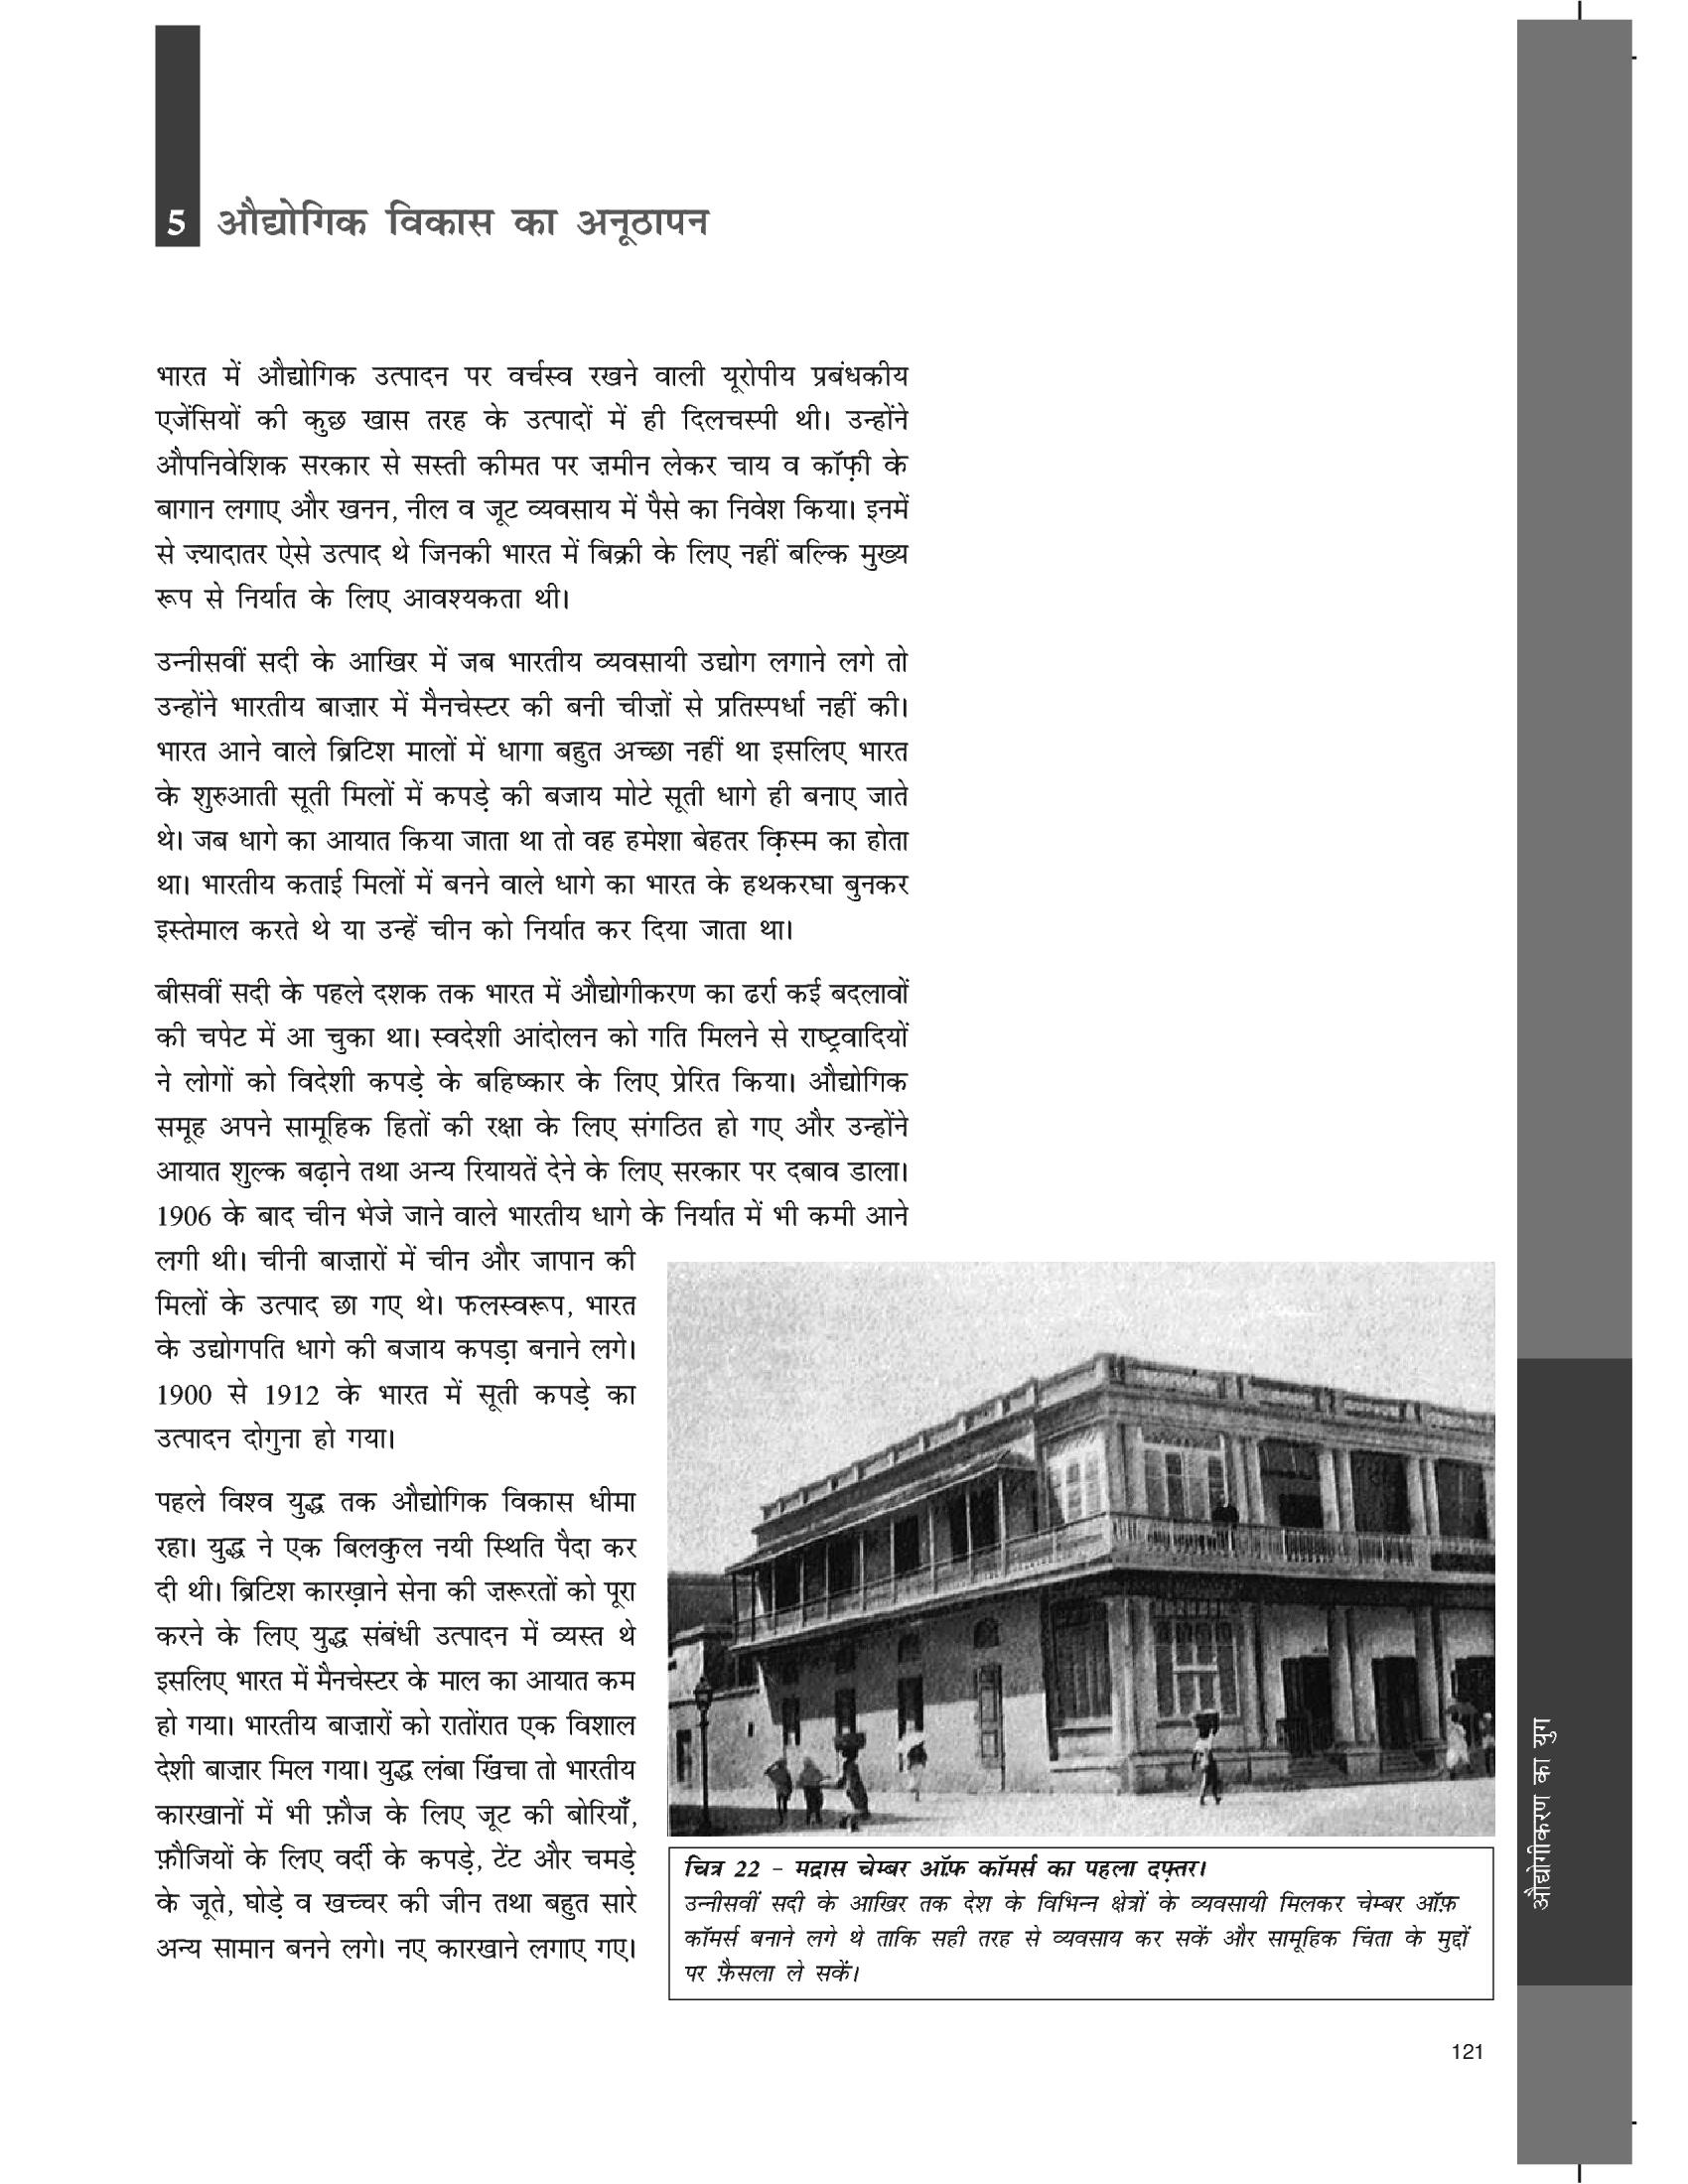 5 औद्योगिक विकास का अनूठापन
भारत में औद्योगिक उत्पादन पर वर्चस्व रखने वाली यूरोपीय प्रबंधकीय
एजेंसियों की कुछ खास तरह के उत्पादों में ही दिलचस्पी थी। उन्होंने
औपनिवेशिक सरकार से सस्ती कीमत पर ज़मीन लेकर चाय व कॉफ़ी के
बागान लगाए और खनन, नील व जूट व्यवसाय में पैसे का निवेश किया। इनमें
से ज़्यादातर ऐसे उत्पाद थे जिनकी भारत में बिक्री के लिए नहीं बल्कि मुख्य
रूप से निर्यात के लिए आवश्यकता थी।
उन्नीसवीं सदी के आखिर में जब भारतीय व्यवसायी उद्योग लगाने लगे तो
उन्होंने भारतीय बाज़ार में मैनचेस्टर की बनी चीज़ों से प्रतिस्पर्धा नहीं की।
भारत आने वाले ब्रिटिश मालों में धागा बहुत अच्छा नहीं था इसलिए भारत
के शुरुआती सूती मिलों में कपड़े की बजाय मोटे सूती धागे ही बनाए जाते
थे। जब धागे का आयात किया जाता था तो वह हमेशा बेहतर क़िस्म का होता
था। भारतीय कताई मिलों में बनने वाले धागे का भारत के हथकरघा बुनकर
इस्तेमाल करते थे या उन्हें चीन को निर्यात कर दिया जाता था।
बीसवीं सदी के पहले दशक तक भारत में औद्योगीकरण का ढर्रा कई बदलावों
की चपेट में आ चुका था। स्वदेशी आंदोलन को गति मिलने से राष्ट्रवादियों
ने लोगों को विदेशी कपड़े के बहिष्कार के लिए प्रेरित किया। औद्योगिक
समूह अपने सामूहिक हितों की रक्षा के लिए संगठित हो गए और उन्होंने
आयात शुल्क बढ़ाने तथा अन्य रियायतें देने के लिए सरकार पर दबाव डाला।
1906 के बाद चीन भेजे जाने वाले भारतीय धागे के निर्यात में भी कमी आने
लगी थी। चीनी बाज़ारों में चीन और जापान की
मिलों के उत्पाद छा गए थे। फलस्वरूप, भारत
के उद्योगपति धागे की बजाय कपड़ा बनाने लगे।
1900 से 1912 के भारत में सूती कपड़े का
उत्पादन दोगुना हो गया।
पहले विश्व युद्ध तक औद्योगिक विकास धीमा
रहा। युद्ध ने एक बिलकुल नयी स्थिति पैदा कर
दी थी। ब्रिटिश कारख़ाने सेना की ज़रूरतों को पूरा
करने के लिए युद्ध संबंधी उत्पादन में व्यस्त थे
इसलिए भारत में मैनचेस्टर के माल का आयात कम
हो गया। भारतीय बाज़ारों को रातोंरात एक विशाल
देशी बाज़ार मिल गया। युद्ध लंबा खिंचा तो भारतीय
कारखानों में भी फ़ौज के लिए जूट की बोरियाँ,
फ़ौजियों के लिए वर्दी के कपड़े, टेंट और चमड़े
के जूते, घोड़े व खच्चर की जीन तथा बहुत सारे
अन्य सामान बनने लगे। नए कारखाने लगाए गए।
चित्र 22 – मद्रास चेम्बर ऑफ़ कॉमर्स का पहला दफ़्तर।
उन्नीसवीं सदी के आखिर तक देश के विभिन्न क्षेत्रों के व्यवसायी मिलकर चेम्बर ऑफ़
कॉमर्स बनाने लगे थे ताकि सही तरह से व्यवसाय कर सकें और सामूहिक चिंता के मुद्दों
पर फ़ैसला ले सकें।
औद्योगीकरण का युग
121